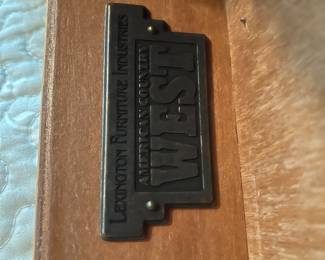 LEXINGTON FURNITURE INDUSTRIES
AMERICAN COUNTRY
WEST